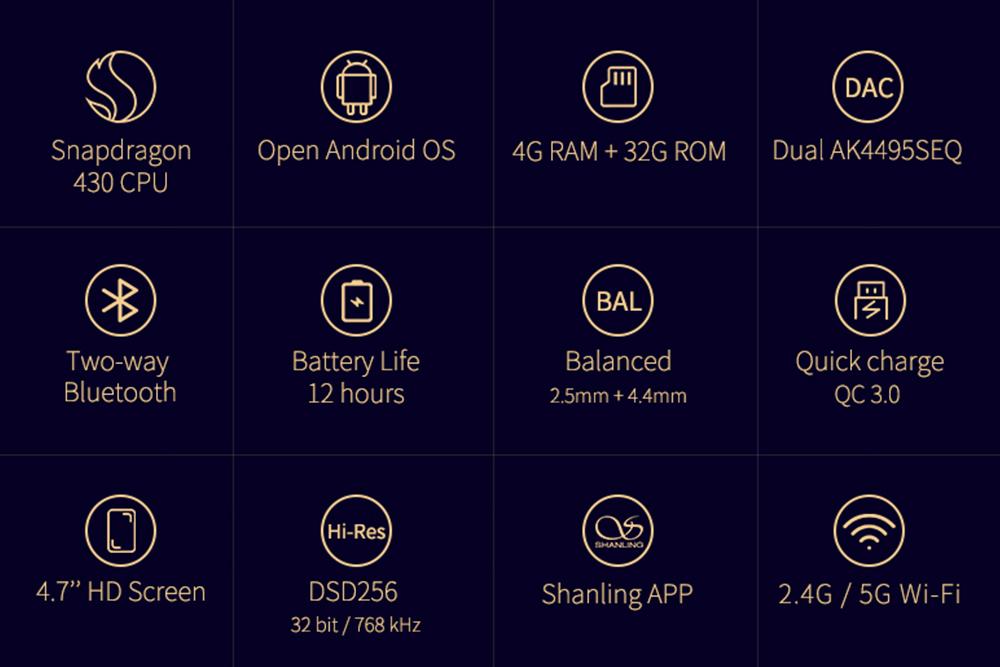 Snapdragon
430 CPU
Open Android OS
4G RAM + 32G ROM
DAC
Dual AK4495SEQ
Two-way
Bluetooth
Battery Life
12 hours
BAL
Balanced
2.5mm + 4.4mm
Quick charge
QC 3.0
4.7’’ HD Screen
Hi-Res
DSD256
32 bit / 768 kHz
SHANLING
Shanling APP
2.4G / 5G Wi-Fi